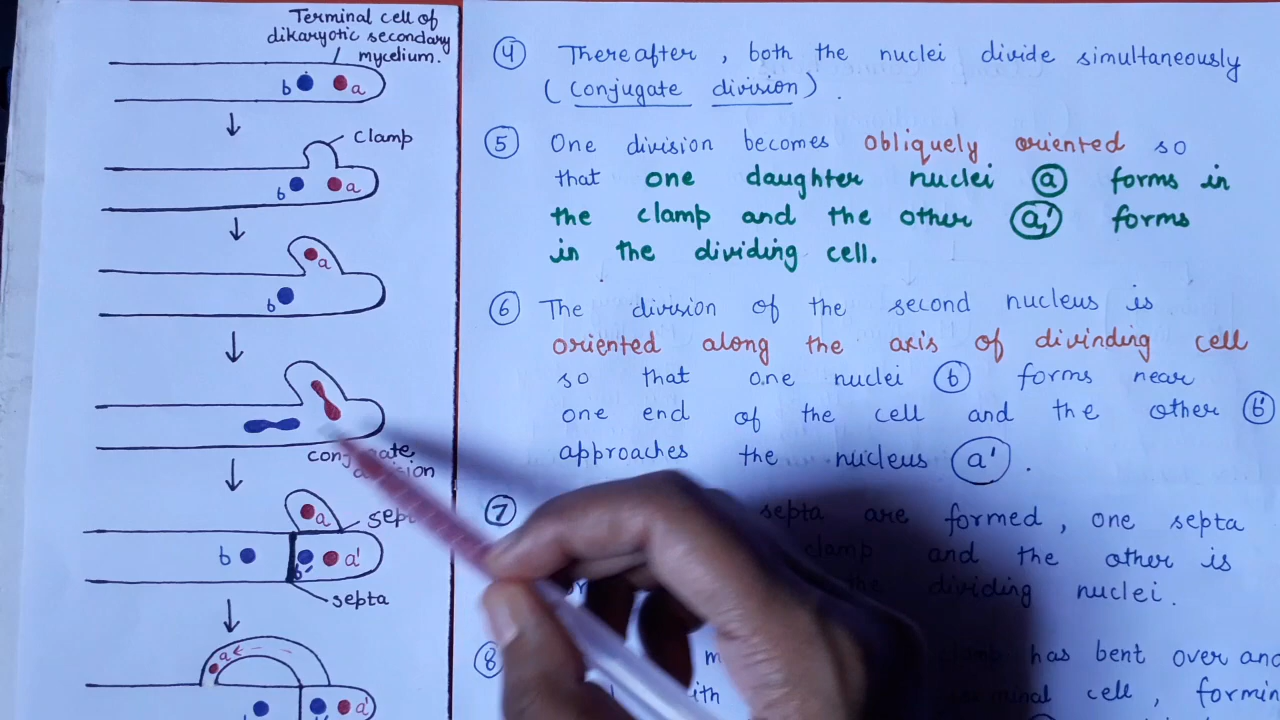 Terminal cell of
dikaryotic secondary
mycelium.
b a
clamp
b a
a
b
conjugate
septa
a
b b' a'
septa
a
a'
④ Thereafter, both the nuclei divide simultaneously
(conjugate division).
⑤ One division becomes obliquely oriented so
that one daughter nuclei a forms in
the clamp and the other a' forms
in the dividing cell.
⑥ The division of the second nucleus is
oriented along the axis of divinding cell
so that one nuclei b forms near
one end of the cell and the other b'
approaches the nucleus a'.
⑦ septa are formed, one septa
clamp and the other is
the dividing nuclei.
⑧ has bent over and
terminal cell, formin